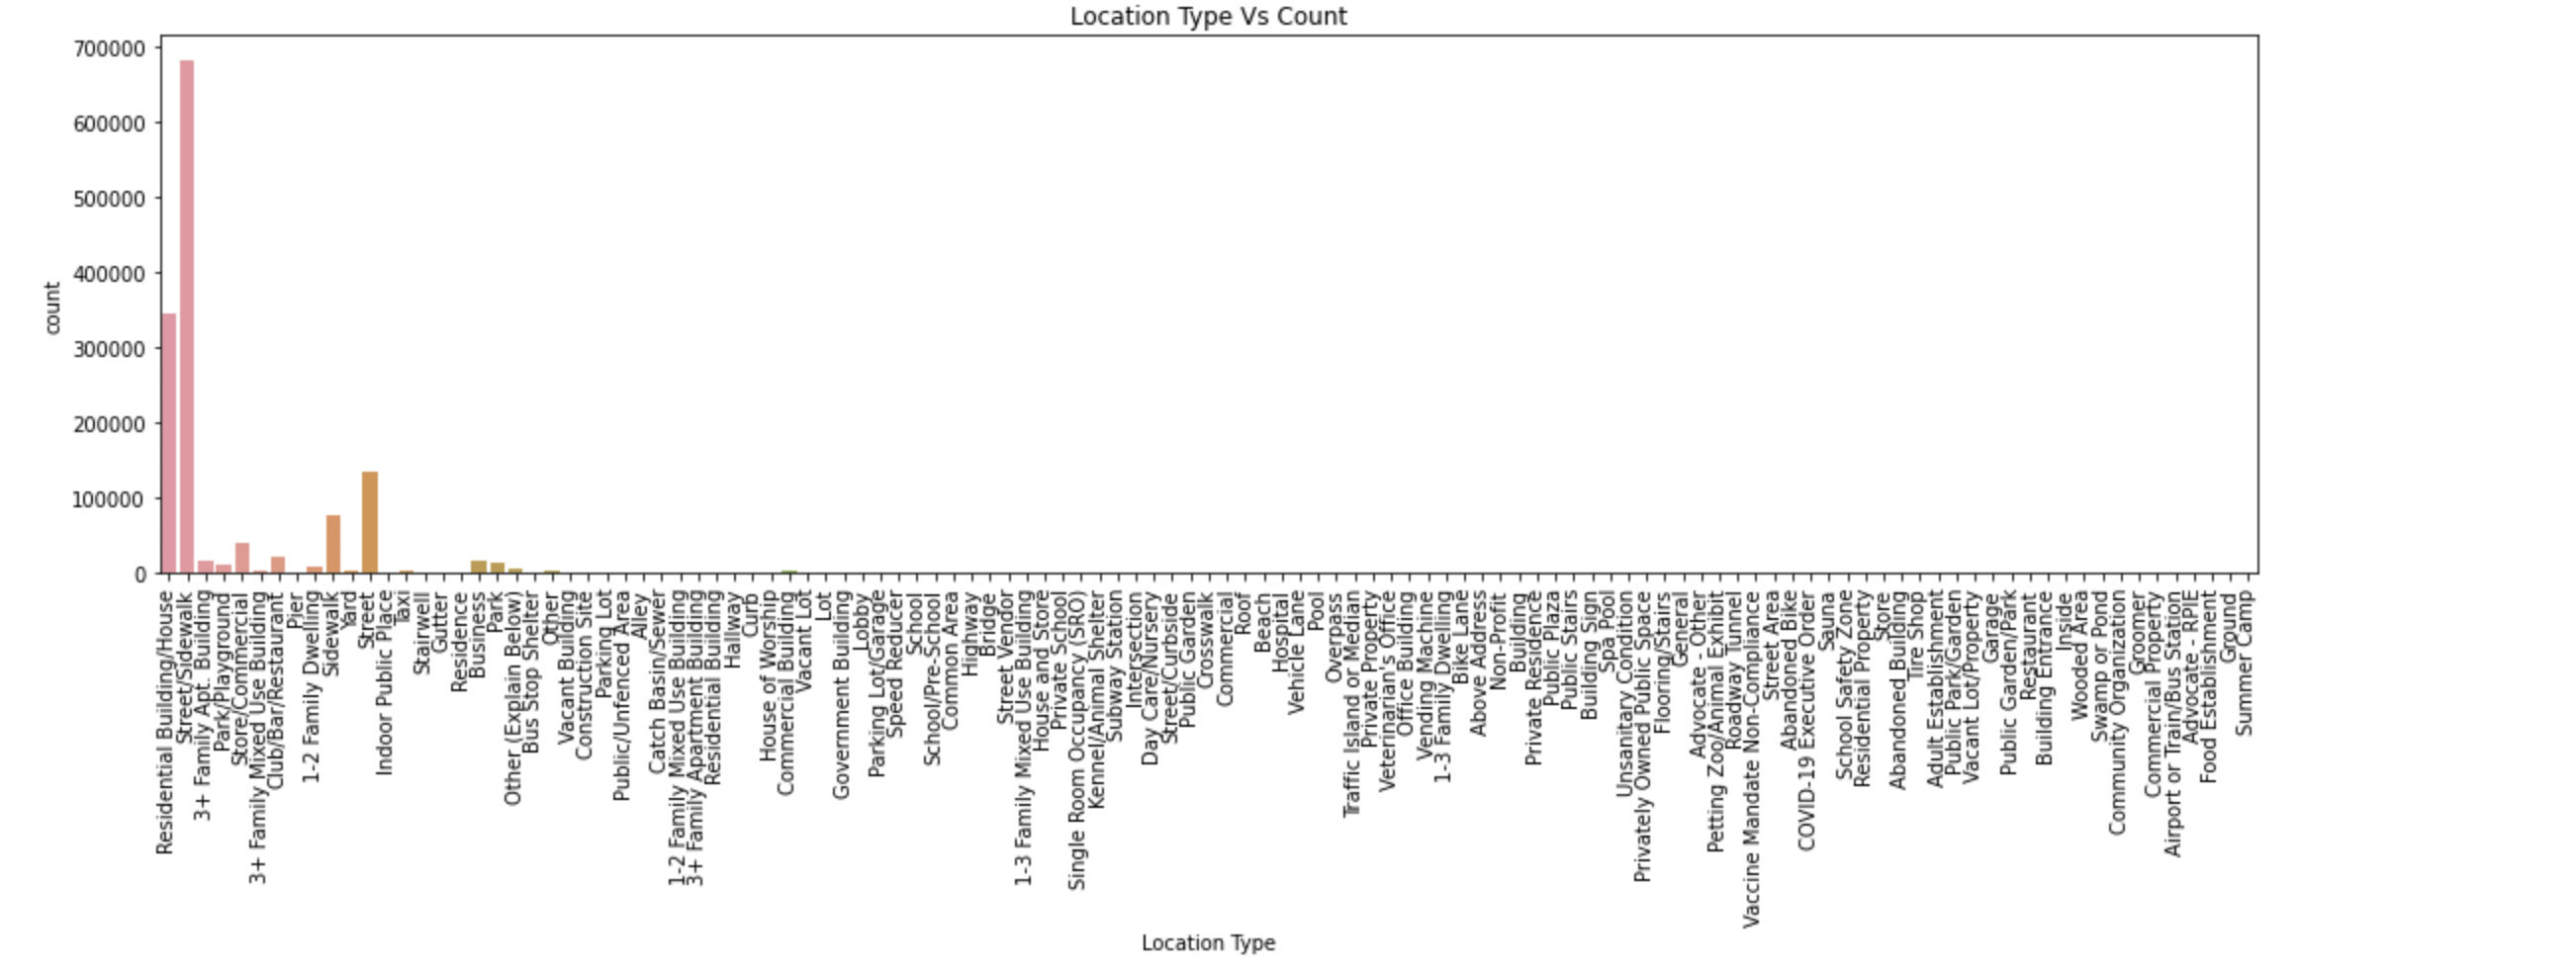 Location Type Vs Count
700000
600000
500000
400000
300000
200000
100000
0
count
Residential Building/House
Street/Sidewalk
3+ Family Apt. Building
Park/Playground
Store/Commercial
3+ Family Mixed Use Building
Club/Bar/Restaurant
Pier
1-2 Family Dwelling
Sidewalk
Yard
Street
Indoor Public Place
Taxi
Stairwell
Gutter
Residence
Business
Park
Other (Explain Below)
Bus Stop Shelter
Other
Vacant Building
Construction Site
Parking Lot
Public/Unfenced Area
Alley
Catch Basin/Sewer
1-2 Family Mixed Use Building
3+ Family Apartment Building
Residential Building
Hallway
Curb
House of Worship
Commercial Building
Vacant Lot
Lot
Government Building
Lobby
Parking Lot/Garage
Speed Reducer
School
School/Pre-School
Common Area
Highway
Bridge
Street Vendor
1-3 Family Mixed Use Building
House and Store
Private School
Single Room Occupancy (SRO)
Kennel/Animal Shelter
Subway Station
Intersection
Day Care/Nursery
Street/Curbside
Public Garden
Crosswalk
Commercial
Roof
Beach
Hospital
Vehicle Lane
Pool
Overpass
Traffic Island or Median
Private Property
Veterinarian's Office
Office Building
Vending Machine
1-3 Family Dwelling
Bike Lane
Above Address
Non-Profit
Building
Private Residence
Public Plaza
Public Stairs
Building Sign
Spa Pool
Unsanitary Condition
Privately Owned Public Space
Flooring/Stairs
General
Advocate - Other
Petting Zoo/Animal Exhibit
Roadway Tunnel
Vaccine Mandate Non-Compliance
Street Area
Abandoned Bike
COVID-19 Executive Order
Sauna
School Safety Zone
Residential Property
Store
Abandoned Building
Tire Shop
Adult Establishment
Public Park/Garden
Vacant Lot/Property
Garage
Public Garden/Park
Restaurant
Building Entrance
Inside
Wooded Area
Swamp or Pond
Community Organization
Groomer
Commercial Property
Airport or Train/Bus Station
Advocate - RPIE
Food Establishment
Ground
Summer Camp
Location Type